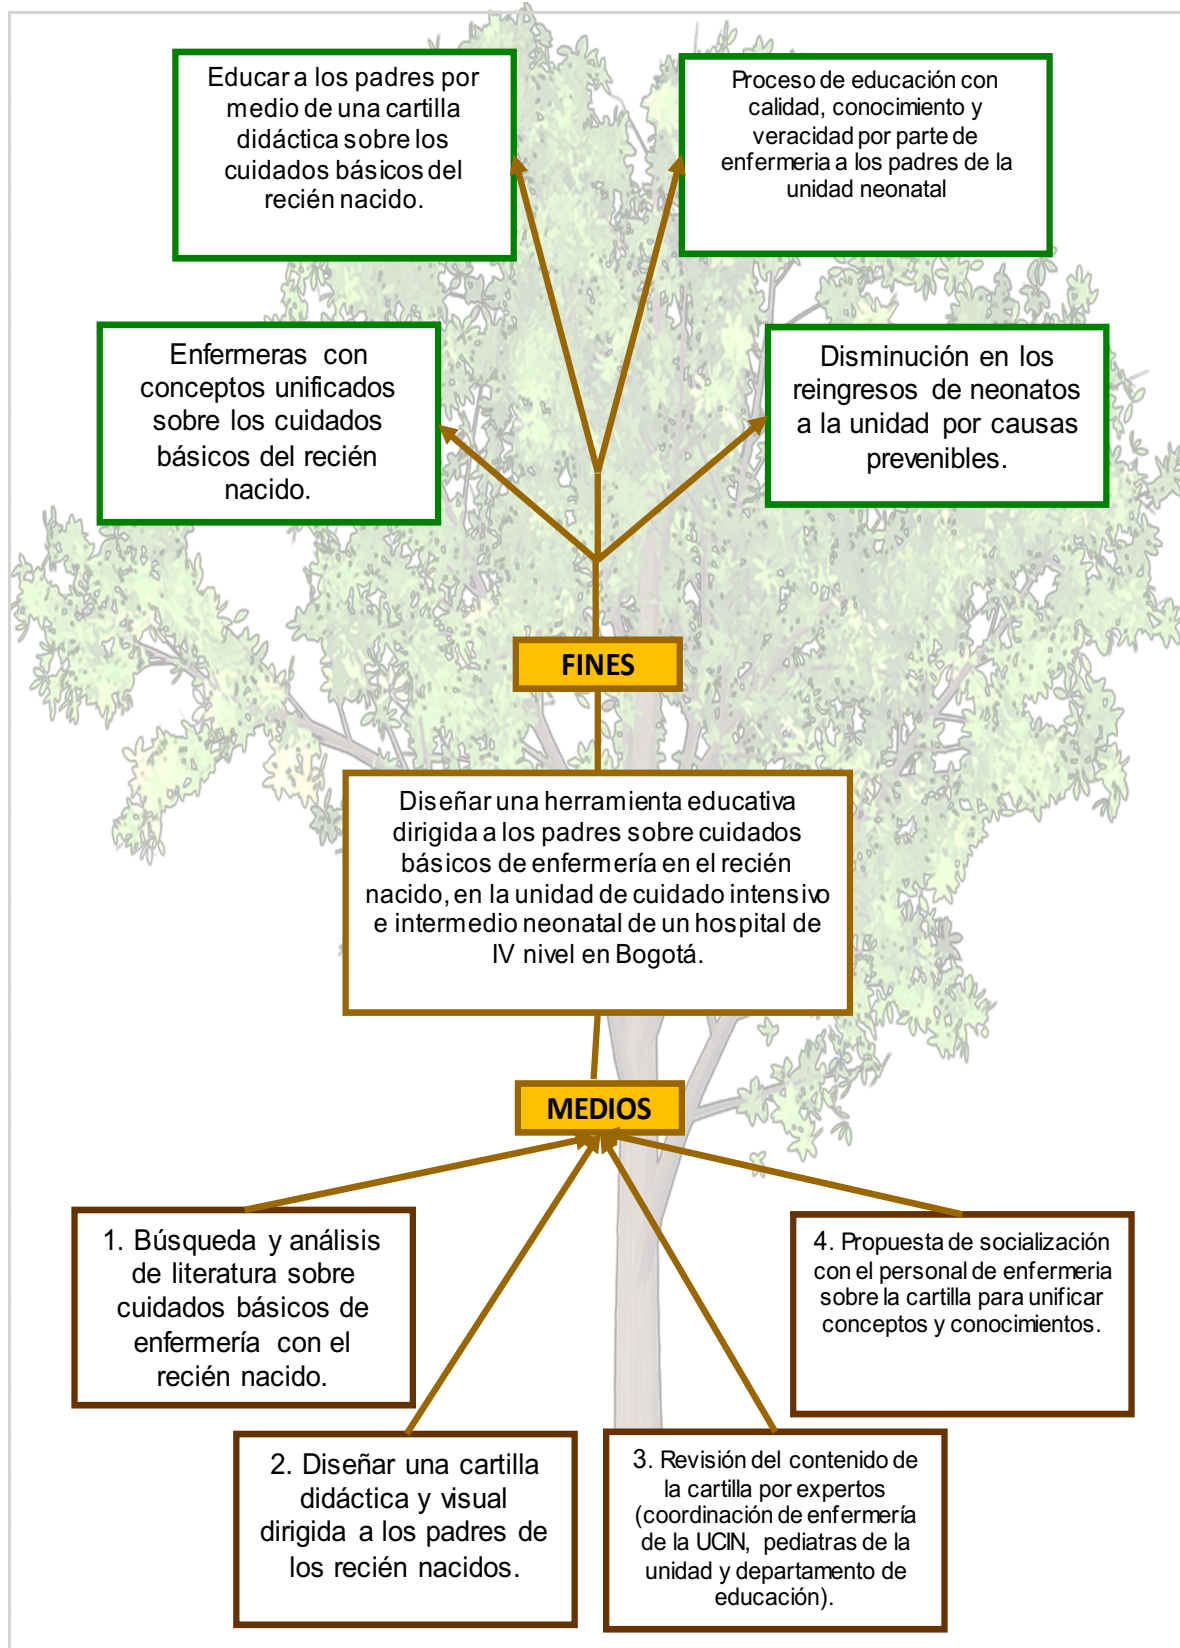 Educar a los padres por
medio de una cartilla
didáctica sobre los
cuidados básicos del
recién nacido.
Proceso de educación con
calidad, conocimiento y
veracidad por parte de
enfermeria a los padres de la
unidad neonatal
Enfermeras con
conceptos unificados
sobre los cuidados
básicos del recién
nacido.
Disminución en los
reingresos de neonatos
a la unidad por causas
prevenibles.
FINES
Diseñar una herramienta educativa
dirigida a los padres sobre cuidados
básicos de enfermería en el recién
nacido, en la unidad de cuidado intensivo
e intermedio neonatal de un hospital de
IV nivel en Bogotá.
MEDIOS
1. Búsqueda y análisis
de literatura sobre
cuidados básicos de
enfermería con el
recién nacido.
2. Diseñar una cartilla
didáctica y visual
dirigida a los padres de
los recién nacidos.
3. Revisión del contenido de
la cartilla por expertos
(coordinación de enfermería
de la UCIN, pediatras de la
unidad y departamento de
educación).
4. Propuesta de socialización
con el personal de enfermeria
sobre la cartilla para unificar
conceptos y conocimientos.